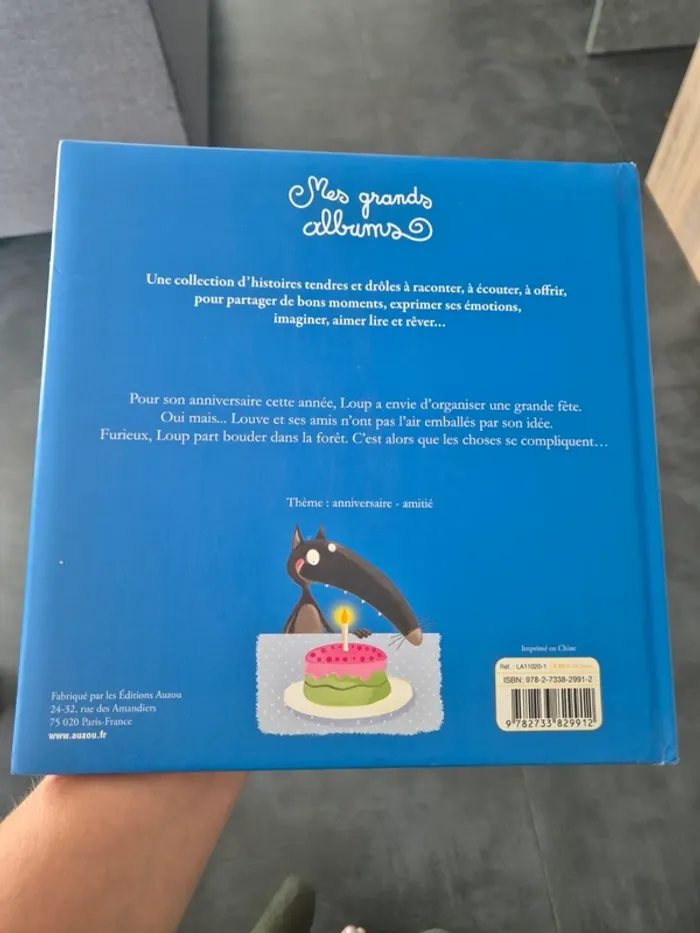 Mes grands
albums
Une collection d'histoires tendres et drôles à raconter, à écouter, à offrir,
pour partager de bons moments, exprimer ses émotions,
imaginer, aimer lire et rêver...
Pour son anniversaire cette année, Loup a envie d'organiser une grande fête.
Oui mais... Louve et ses amis n'ont pas l'air emballés par son idée.
Furieux, Loup part bouder dans la forêt. C'est alors que les choses se compliquent…
Thème : anniversaire - amitié
Imprimé en Chine
Réf. : LA11020-1
ISBN: 978-2-7338-2991-2
9 782733 829912
Fabriqué par les Éditions Auzou
24-32, rue des Amandiers
75 020 Paris-France
www.auzou.fr